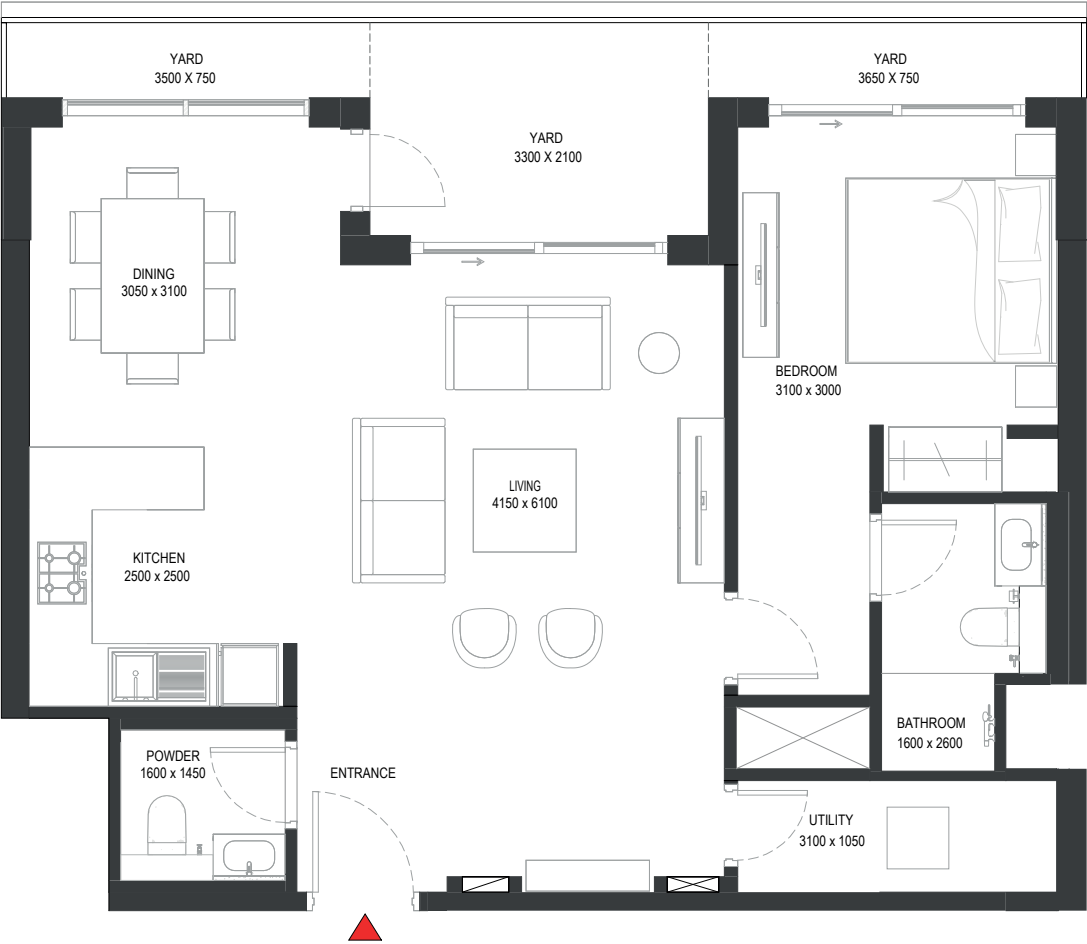 YARD
3500 X 750
YARD
3650 X 750
YARD
3300 X 2100
DINING
3050 x 3100
BEDROOM
3100 x 3000
LIVING
4150 x 6100
KITCHEN
2500 x 2500
BATHROOM
1600 x 2600
POWDER
1600 x 1450
ENTRANCE
UTILITY
3100 x 1050